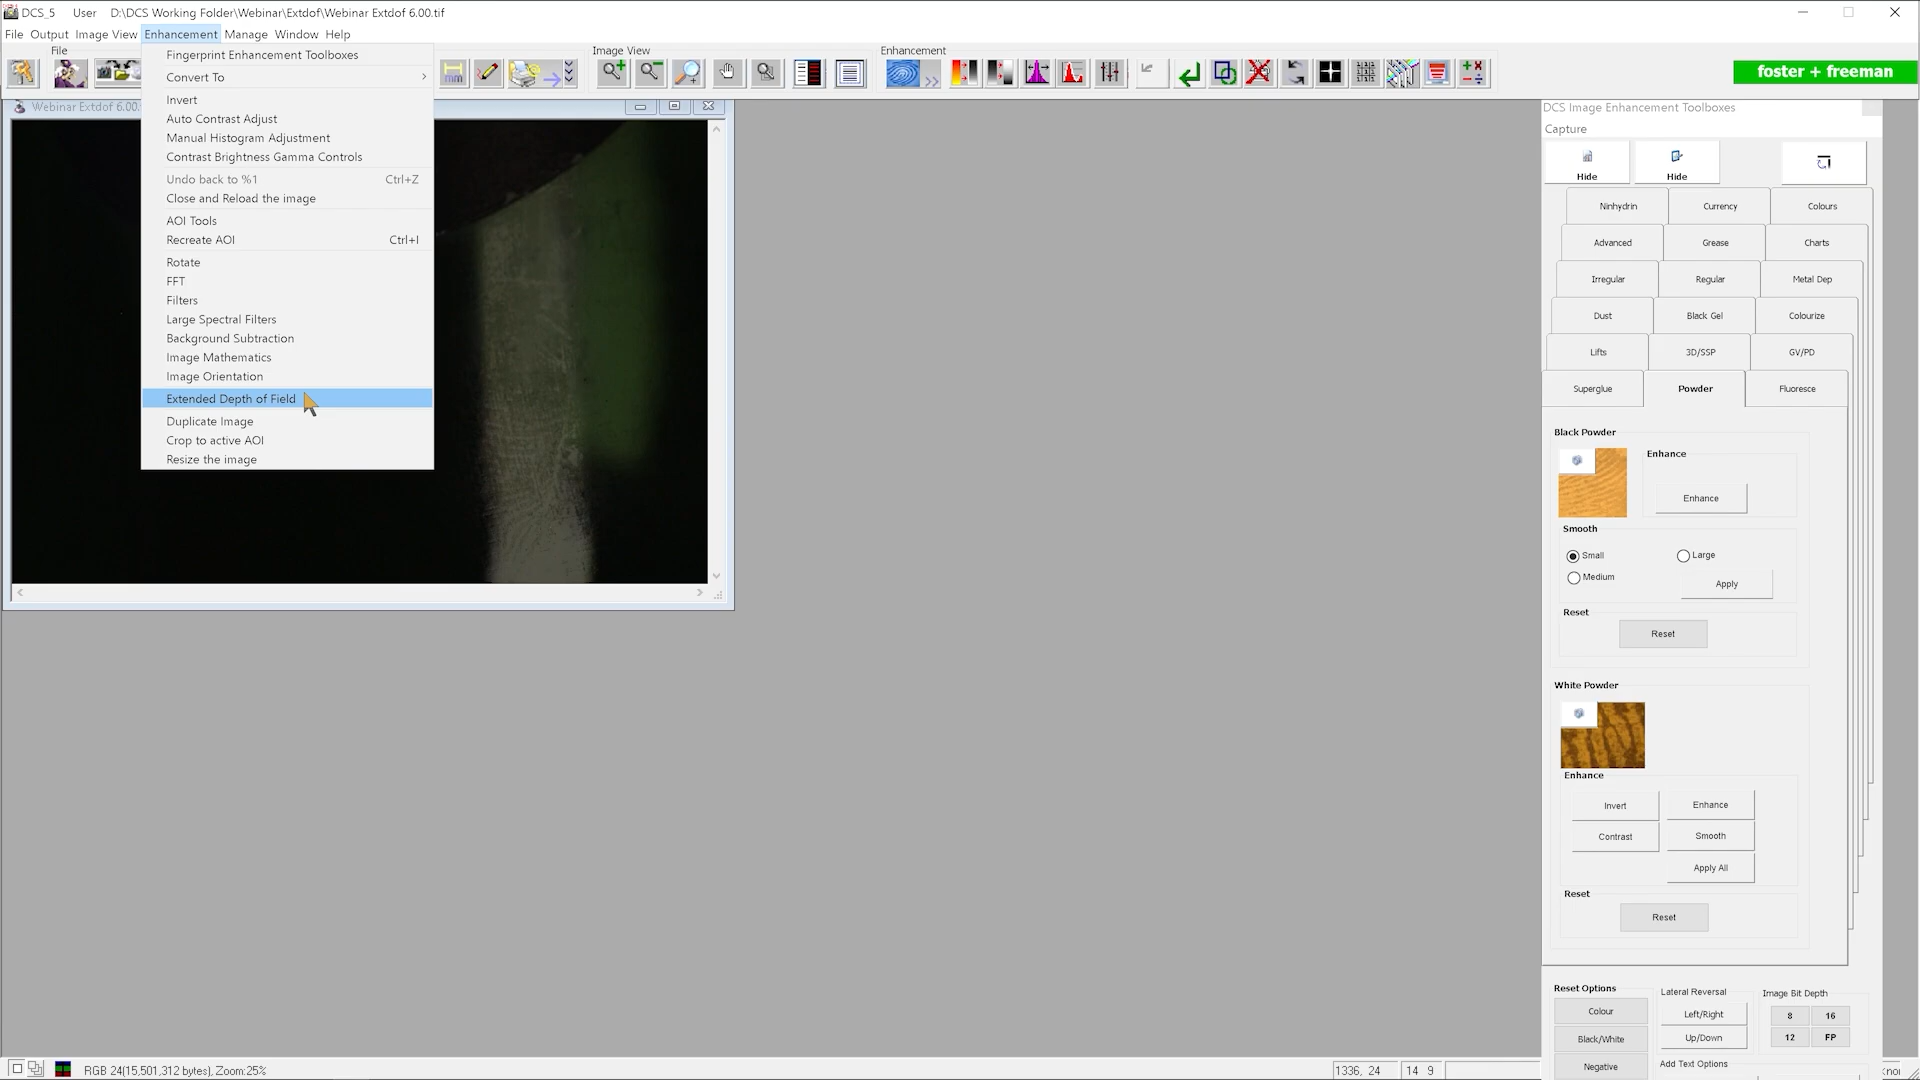 DCS_5 User D:\DCS Working Folder\Webinar\Extdof\Webinar Extdof 6.00.tif
File Output Image View Enhancement Manage Window Help
File
Image View
Enhancement
foster + freeman
Fingerprint Enhancement Toolboxes
Convert To
Invert
Auto Contrast Adjust
Manual Histogram Adjustment
Contrast Brightness Gamma Controls
Undo back to %1 Ctrl+Z
Close and Reload the image
AOI Tools
Recreate AOI Ctrl+I
Rotate
FFT
Filters
Large Spectral Filters
Background Subtraction
Image Mathematics
Image Orientation
Extended Depth of Field
Duplicate Image
Crop to active AOI
Resize the image
Webinar Extdof 6.00.
DCS Image Enhancement Toolboxes
Capture
Hide Hide
Ninhydrin Currency Colours
Advanced Grease Charts
Irregular Regular Metal Dep
Dust Black Gel Colourize
Lifts 3D/SSP GV/PD
Superglue Powder Fluoresce
Black Powder
Enhance
Enhance
Smooth
Small Large
Medium
Apply
Reset
Reset
White Powder
Enhance
Invert Enhance
Contrast Smooth
Apply All
Reset
Reset
Reset Options Lateral Reversal Image Bit Depth
Colour Left/Right 8 16
Black/White Up/Down 12 FP
Negative Add Text Options
RGB 24(15,501,312 bytes), Zoom:25% 1336, 24 14 9